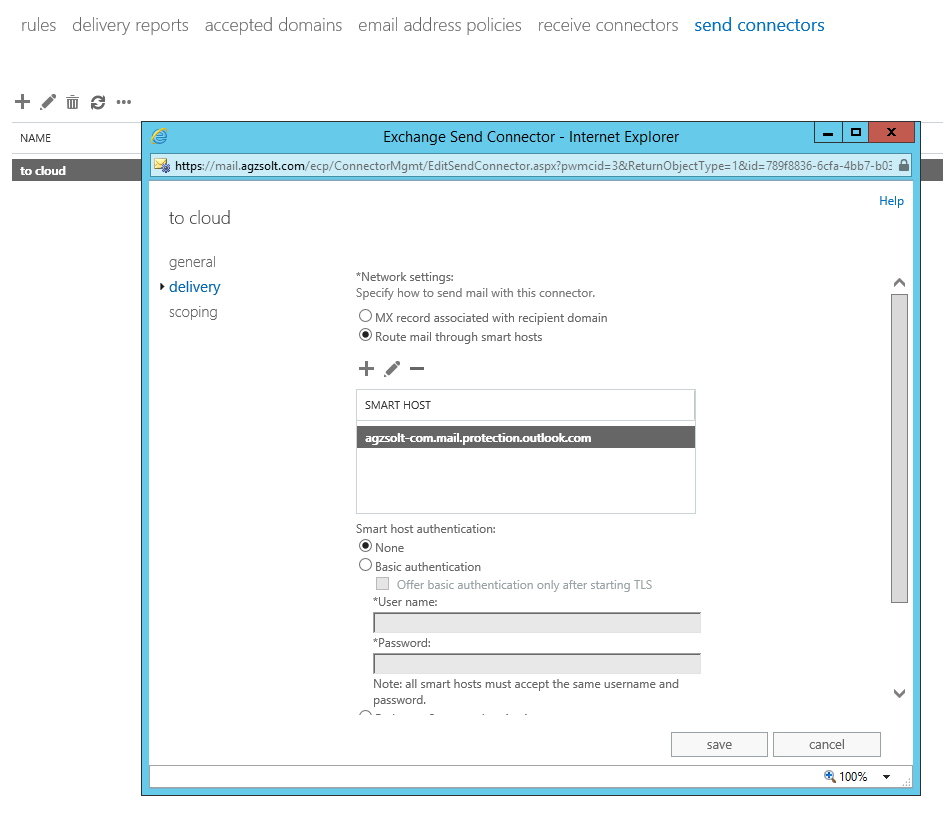 rules delivery reports accepted domains email address policies receive connectors send connectors
NAME
to cloud
Exchange Send Connector - Internet Explorer
https://mail.agzsolt.com/ecp/ConnectorMgmt/EditSendConnector.aspx?pwmcid=3&ReturnObjectType=1&id=789f8836-6cfa-4bb7-b03
Help
to cloud
general
delivery
scoping
*Network settings:
Specify how to send mail with this connector.
MX record associated with recipient domain
Route mail through smart hosts
SMART HOST
agzsolt-com.mail.protection.outlook.com
Smart host authentication:
None
Basic authentication
Offer basic authentication only after starting TLS
*User name:
*Password:
Note: all smart hosts must accept the same username and
password.
save cancel
100%